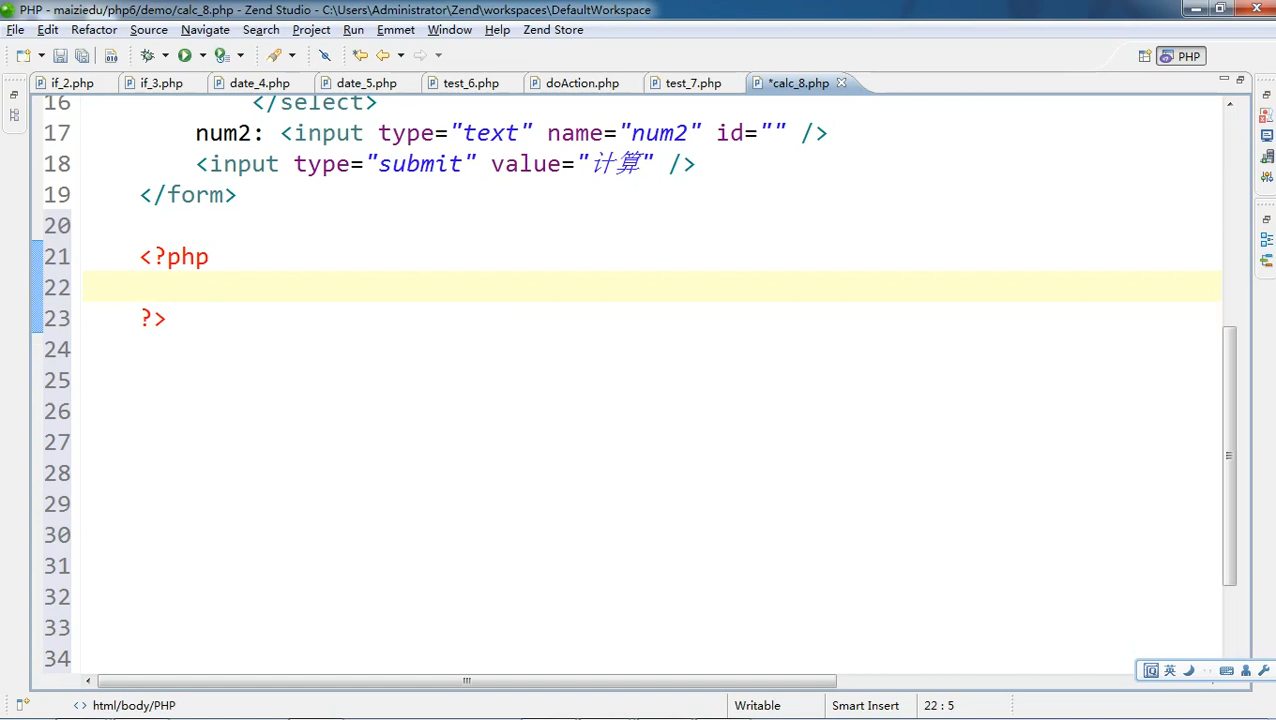 PHP - maiziedu/php6/demo/calc_8.php - Zend Studio - C:\Users\Administrator\Zend\workspaces\DefaultWorkspace
File Edit Refactor Source Navigate Search Project Run Emmet Window Help Zend Store
PHP
if_2.php if_3.php date_4.php date_5.php test_6.php doAction.php test_7.php *calc_8.php
16 </select>
17 num2: <input type="text" name="num2" id="" />
18 <input type="submit" value="计算" />
19 </form>
20
21 <?php
22
23 ?>
24
25
26
27
28
29
30
31
32
33
34
英
<> html/body/PHP Writable Smart Insert 22 : 5